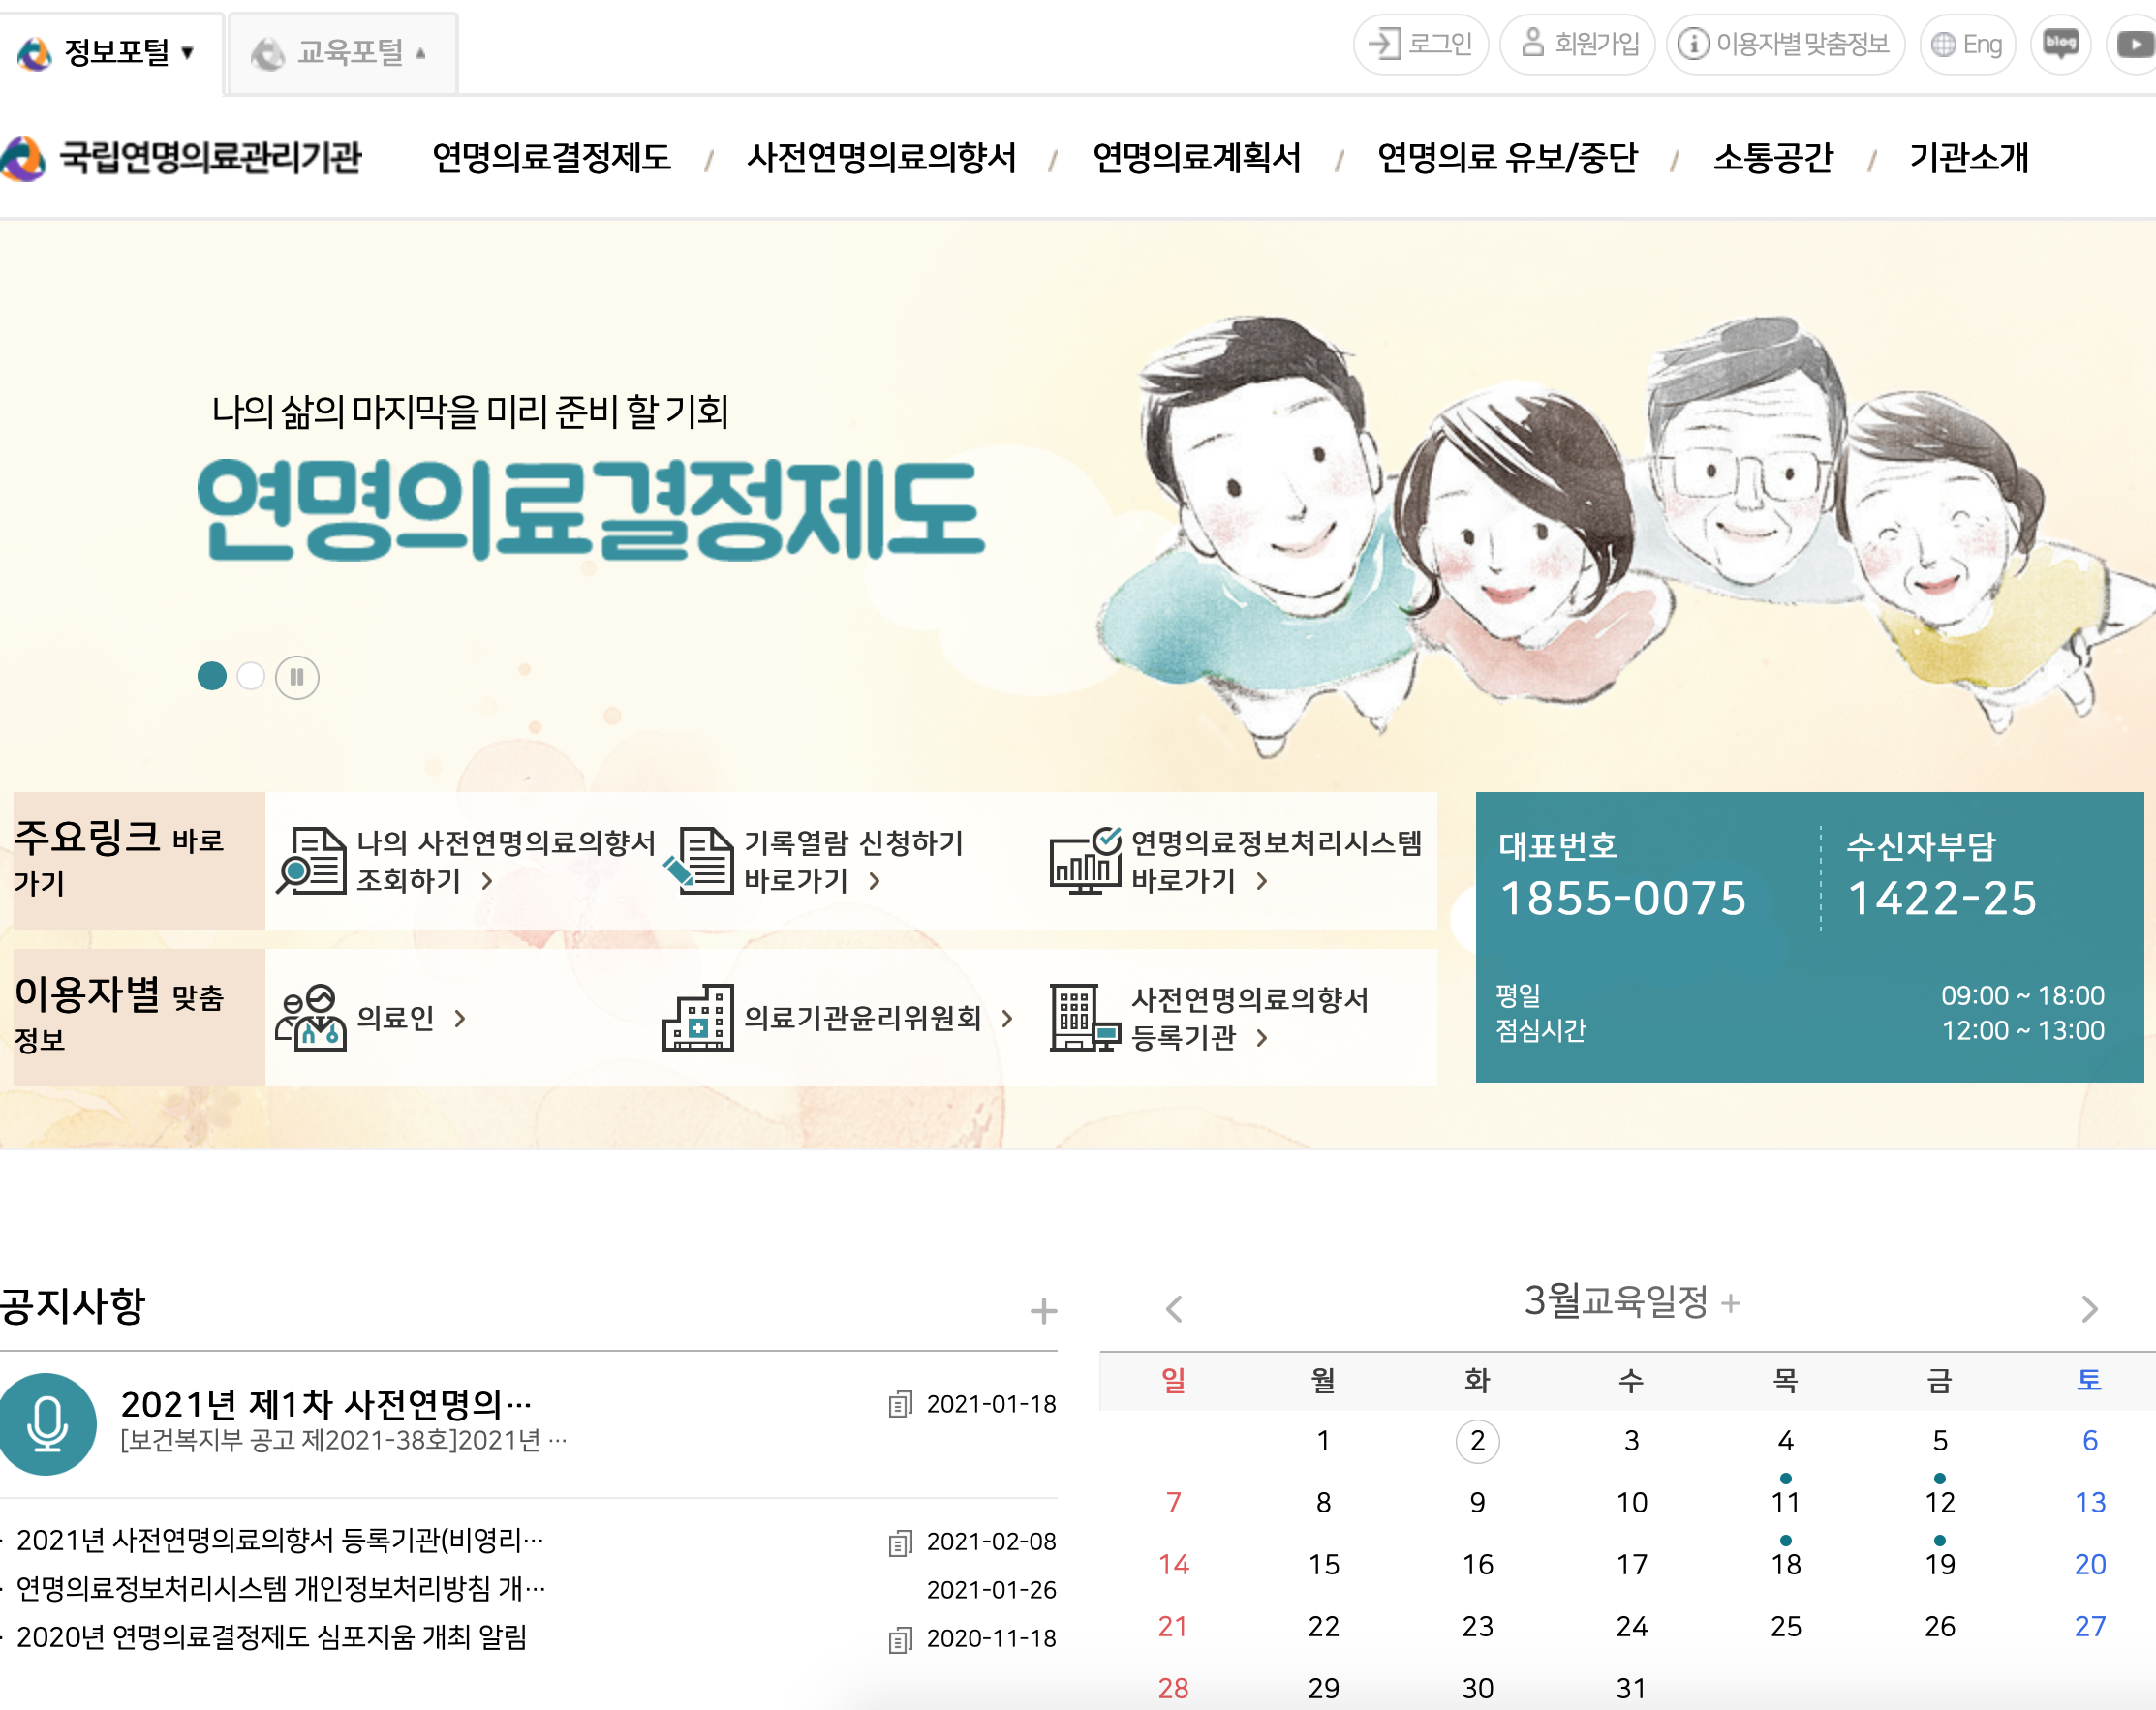 정보포털 ▼
교육포털 ▲
로그인
회원가입
이용자별 맞춤정보
Eng
blog
국립연명의료관리기관
연명의료결정제도 / 사전연명의료의향서 / 연명의료계획서 / 연명의료 유보/중단 / 소통공간 / 기관소개
나의 삶의 마지막을 미리 준비 할 기회
연명의료결정제도
주요링크 바로
가기
나의 사전연명의료의향서
조회하기 >
기록열람 신청하기
바로가기 >
연명의료정보처리시스템
바로가기 >
이용자별 맞춤
정보
의료인 >
의료기관윤리위원회 >
사전연명의료의향서
등록기관 >
대표번호
1855-0075
수신자부담
1422-25
평일 09:00 ~ 18:00
점심시간 12:00 ~ 13:00
공지사항 +
2021년 제1차 사전연명의… 2021-01-18
[보건복지부 공고 제2021-38호]2021년 …
· 2021년 사전연명의료의향서 등록기관(비영리… 2021-02-08
· 연명의료정보처리시스템 개인정보처리방침 개… 2021-01-26
· 2020년 연명의료결정제도 심포지움 개최 알림 2020-11-18
< 3월교육일정 + >
일 월 화 수 목 금 토
1 2 3 4 5 6
7 8 9 10 11 12 13
14 15 16 17 18 19 20
21 22 23 24 25 26 27
28 29 30 31